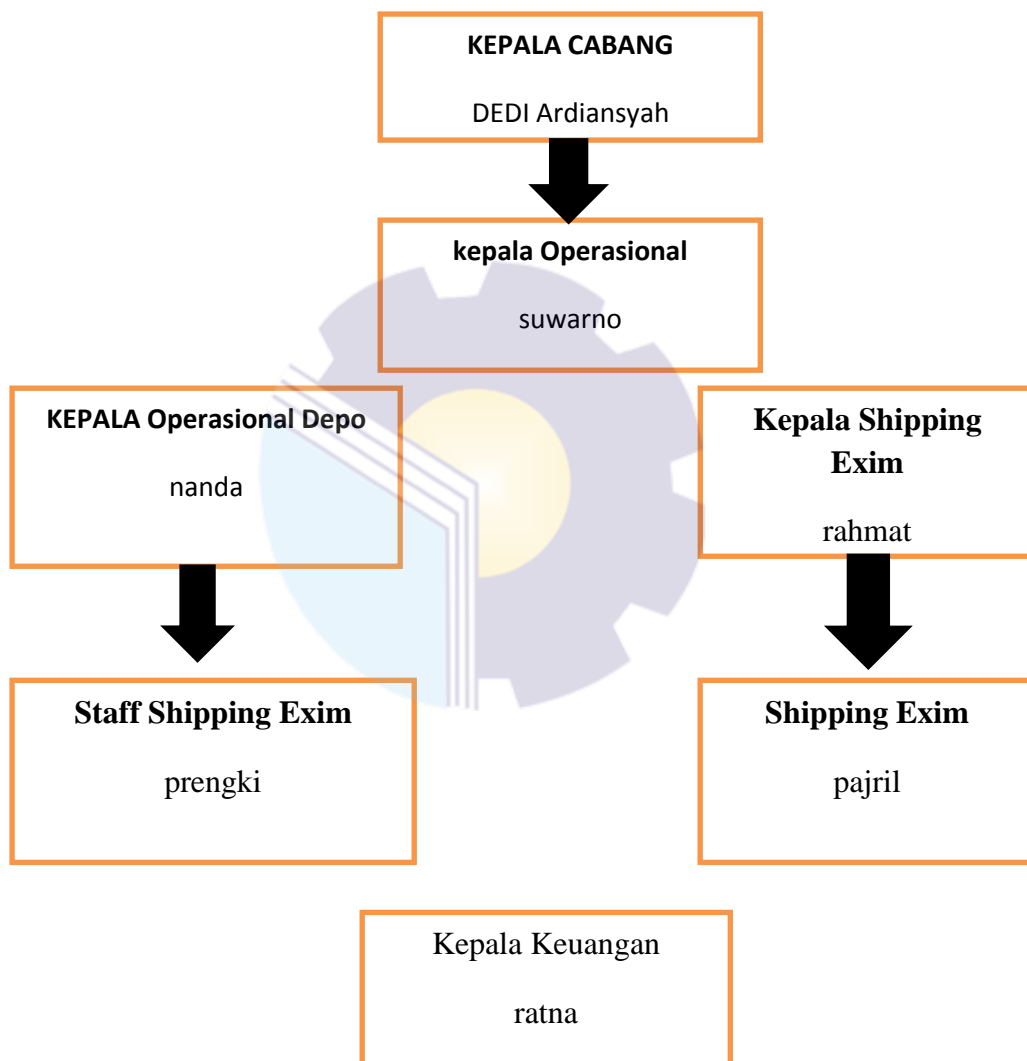 KEPALA CABANG
DEDI Ardiansyah
kepala Operasional
suwarno
KEPALA Operasional Depo
nanda
Kepala Shipping
Exim
rahmat
Staff Shipping Exim
prengki
Shipping Exim
pajril
Kepala Keuangan
ratna